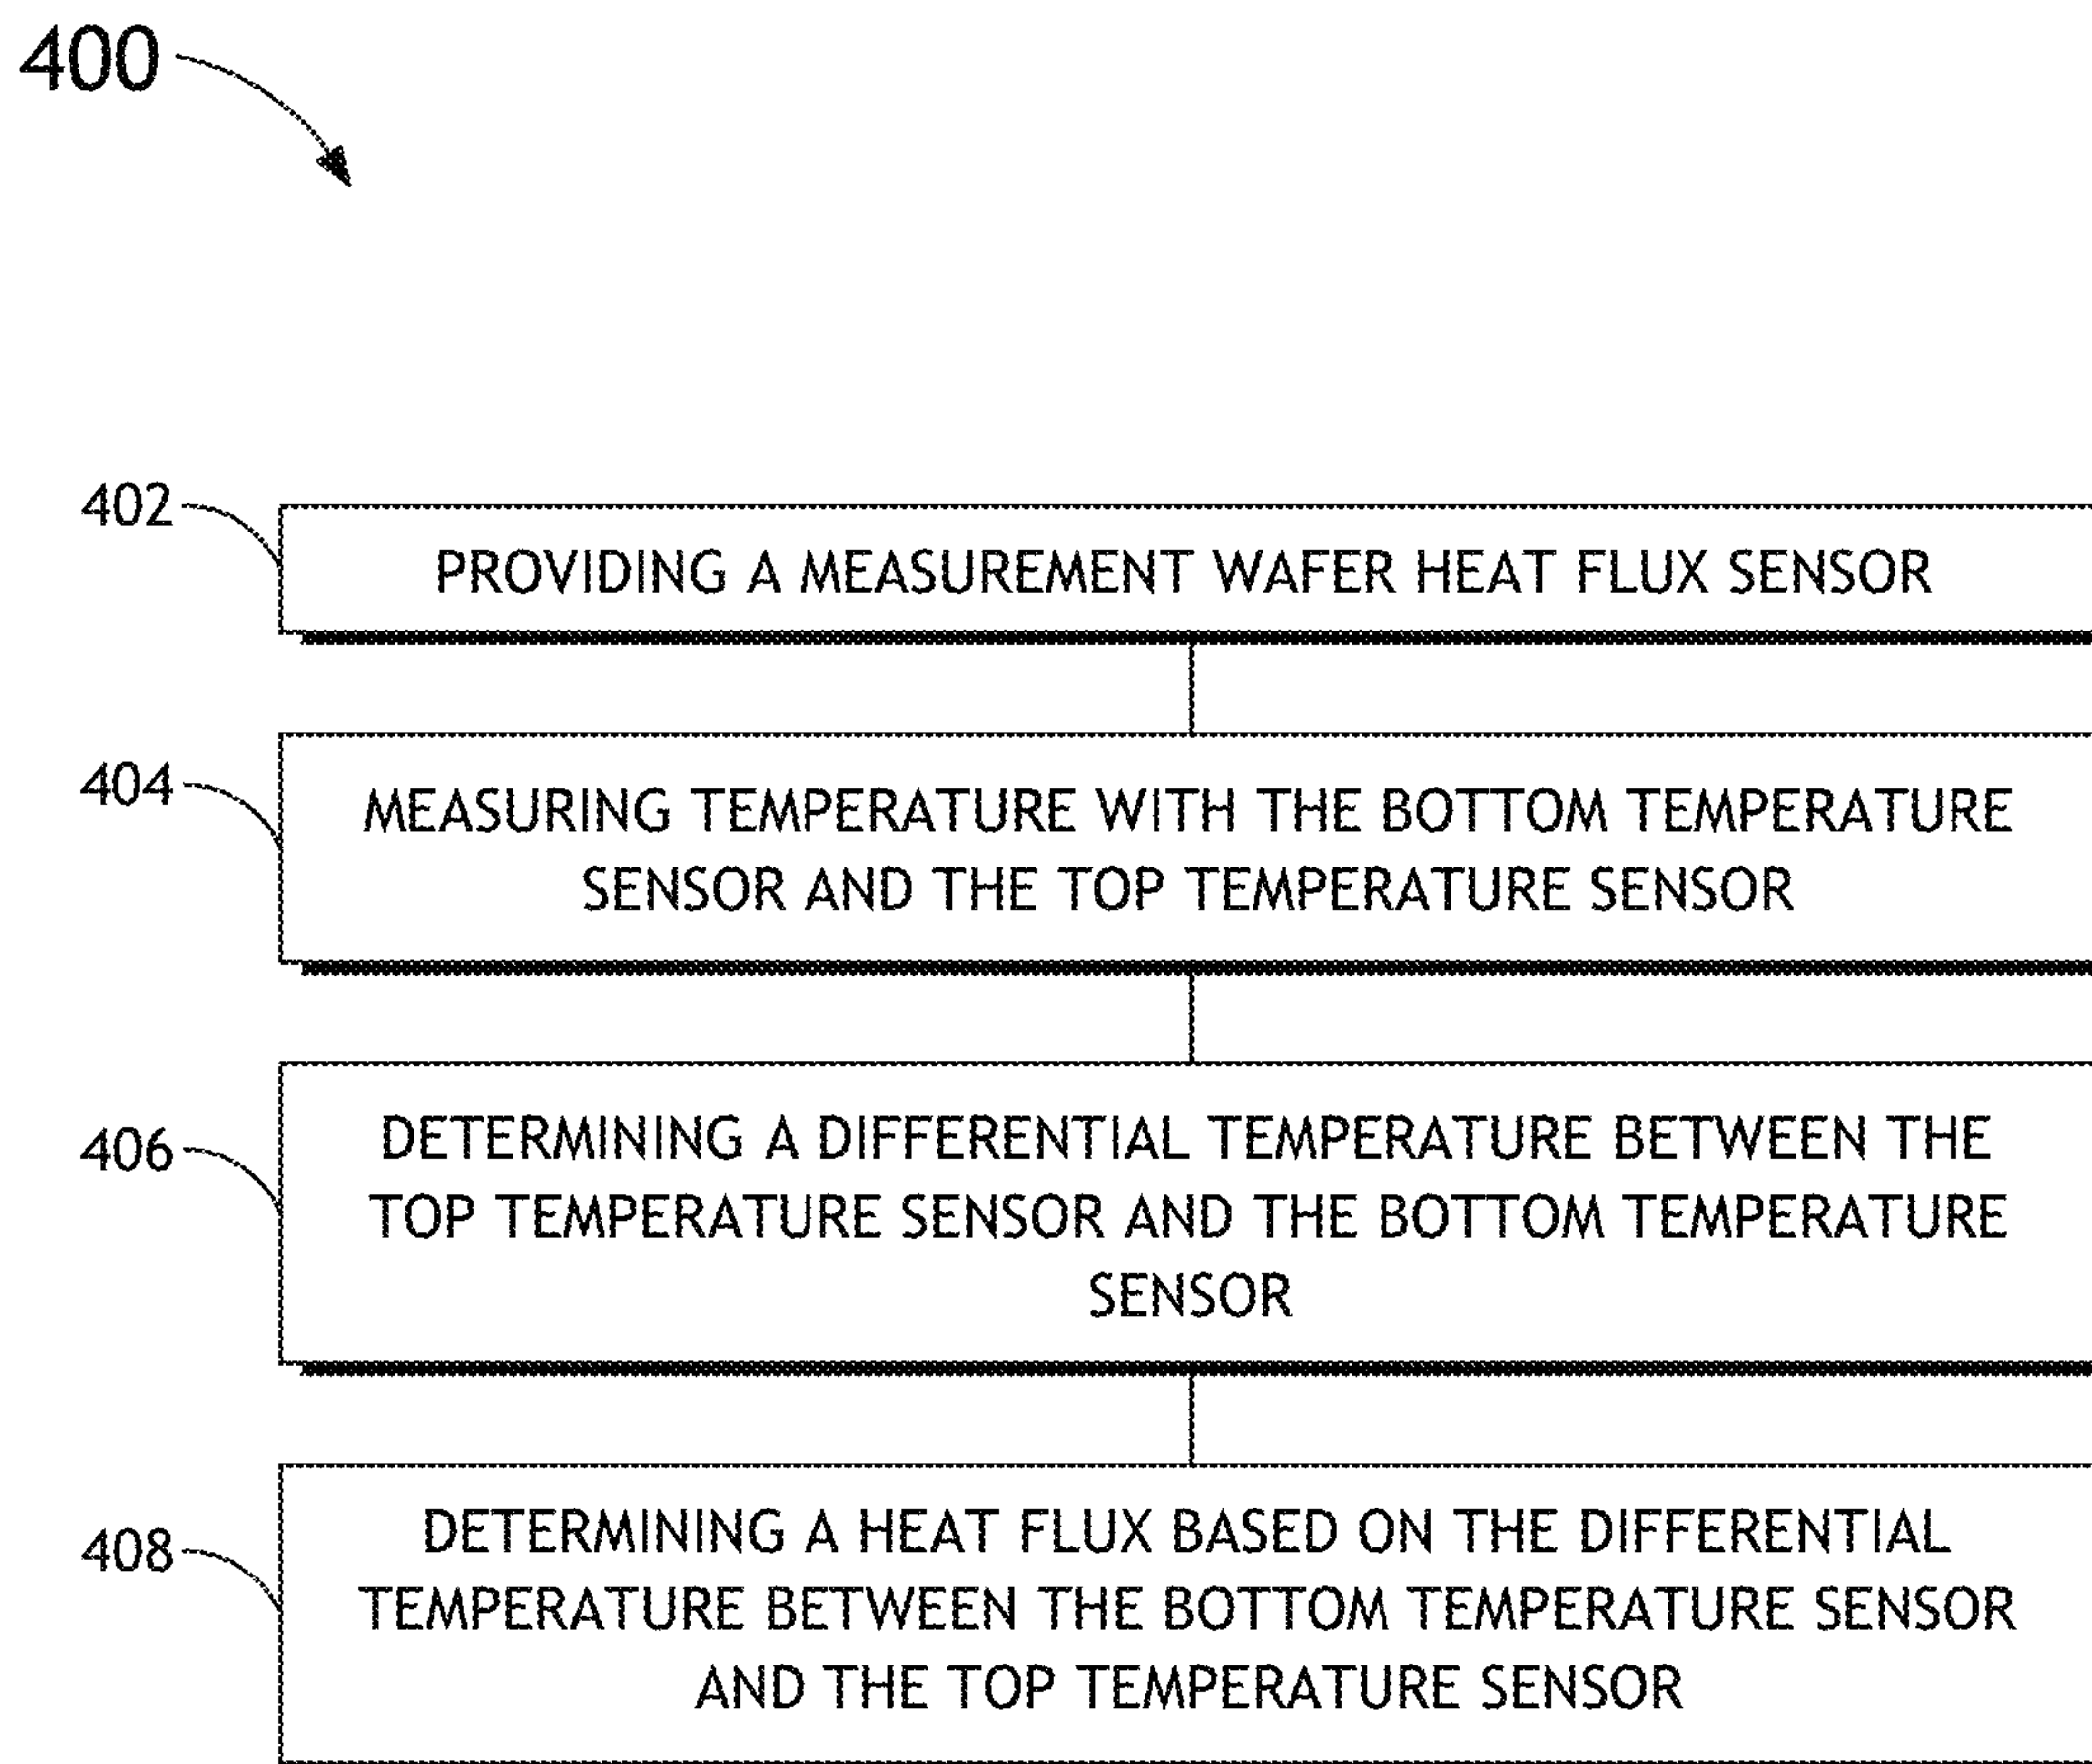 400
402
PROVIDING A MEASUREMENT WAFER HEAT FLUX SENSOR
404
MEASURING TEMPERATURE WITH THE BOTTOM TEMPERATURE
SENSOR AND THE TOP TEMPERATURE SENSOR
406
DETERMINING A DIFFERENTIAL TEMPERATURE BETWEEN THE
TOP TEMPERATURE SENSOR AND THE BOTTOM TEMPERATURE
SENSOR
408
DETERMINING A HEAT FLUX BASED ON THE DIFFERENTIAL
TEMPERATURE BETWEEN THE BOTTOM TEMPERATURE SENSOR
AND THE TOP TEMPERATURE SENSOR